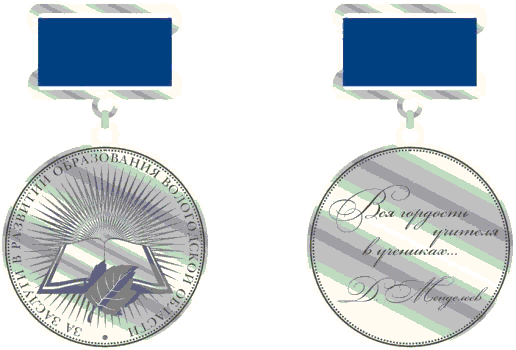 ЗА ЗАСЛУГИ В РАЗВИТИИ ОБРАЗОВАНИЯ ВОЛОГОДСКОЙ ОБЛАСТИ
Вся гордость
учителя
в учениках...
Д Менделеев